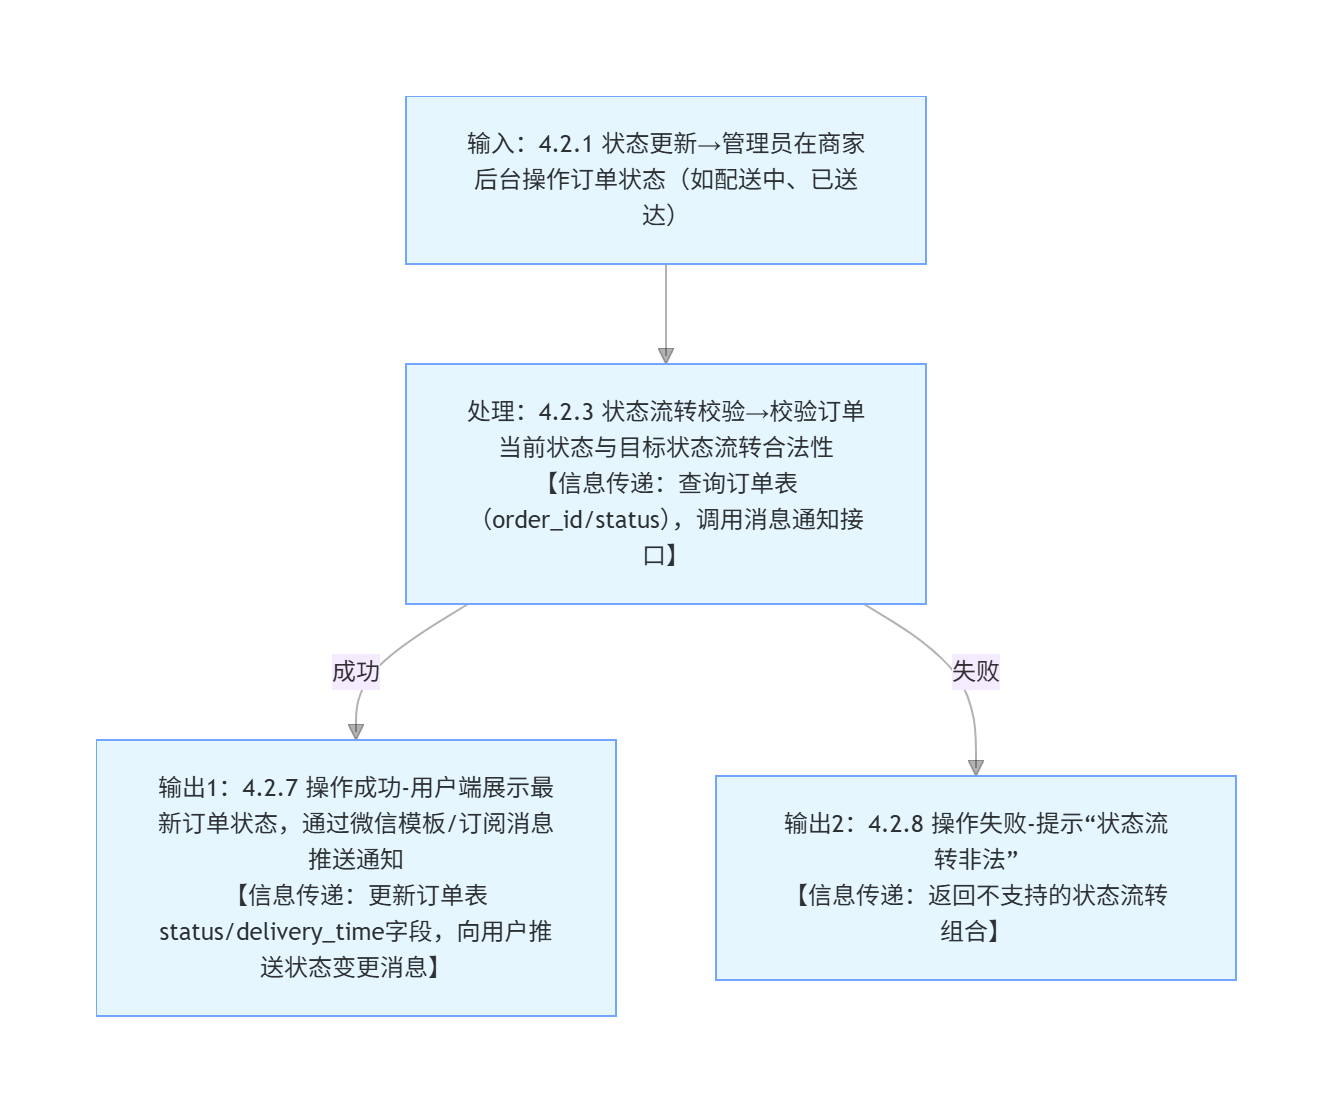 输入：4.2.1 状态更新→管理员在商家
后台操作订单状态（如配送中、已送
达）
处理：4.2.3 状态流转校验→校验订单
当前状态与目标状态流转合法性
【信息传递：查询订单表
（order_id/status），调用消息通知接
口】
成功
失败
输出1：4.2.7 操作成功-用户端展示最
新订单状态，通过微信模板/订阅消息
推送通知
【信息传递：更新订单表
status/delivery_time字段，向用户推
送状态变更消息】
输出2：4.2.8 操作失败-提示“状态流
转非法”
【信息传递：返回不支持的状态流转
组合】